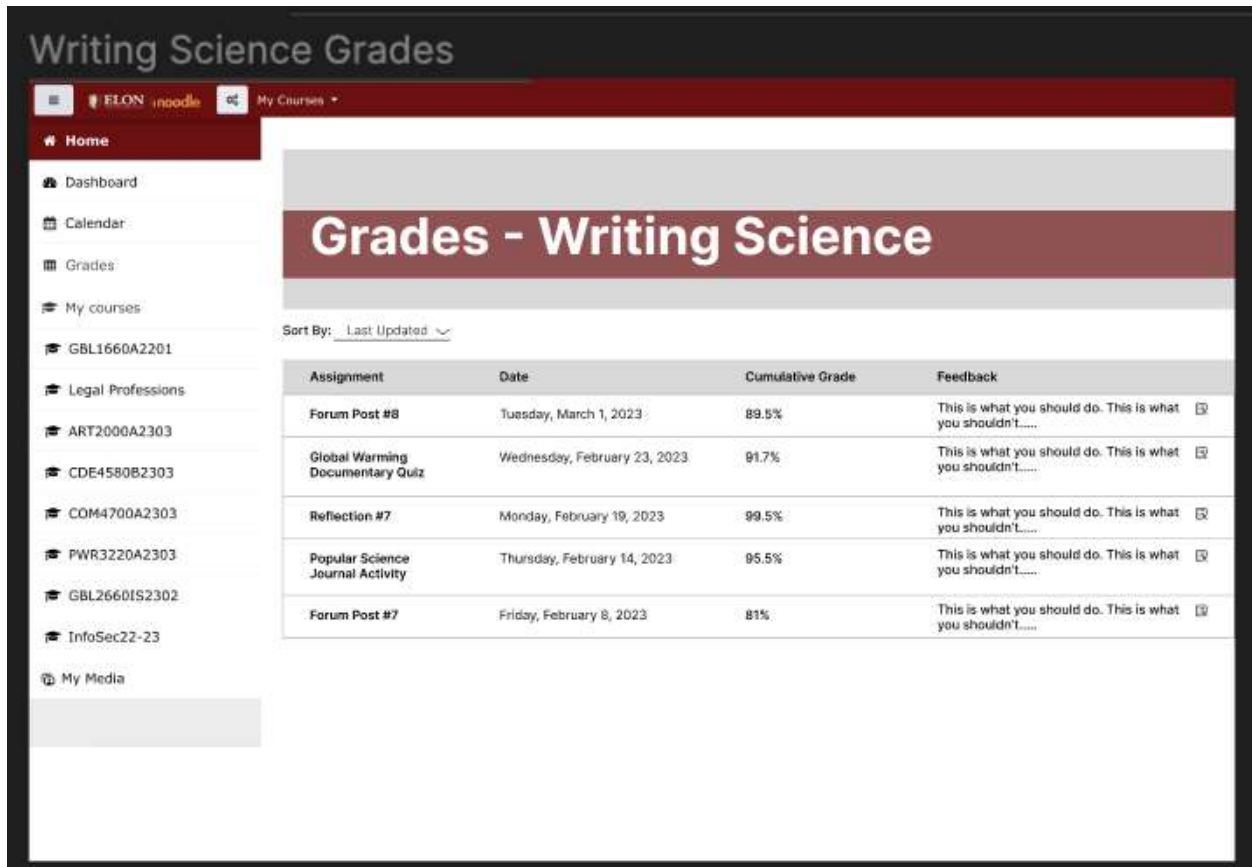 Writing Science Grades
ELON moodle My Courses
Home
Dashboard
Calendar
Grades
My courses
GBL1660A2201
Legal Professions
ART2000A2303
CDE4580B2303
COM4700A2303
PWR3220A2303
GBL2660IS2302
InfoSec22-23
My Media
Grades - Writing Science
Sort By: Last Updated
Assignment Date Cumulative Grade Feedback
Forum Post #8 Tuesday, March 1, 2023 89.5% This is what you should do. This is what
you shouldn't.....
Global Warming Wednesday, February 23, 2023 91.7% This is what you should do. This is what
Documentary Quiz you shouldn't.....
Reflection #7 Monday, February 19, 2023 99.5% This is what you should do. This is what
you shouldn't.....
Popular Science Thursday, February 14, 2023 95.5% This is what you should do. This is what
Journal Activity you shouldn't.....
Forum Post #7 Friday, February 8, 2023 81% This is what you should do. This is what
you shouldn't.....